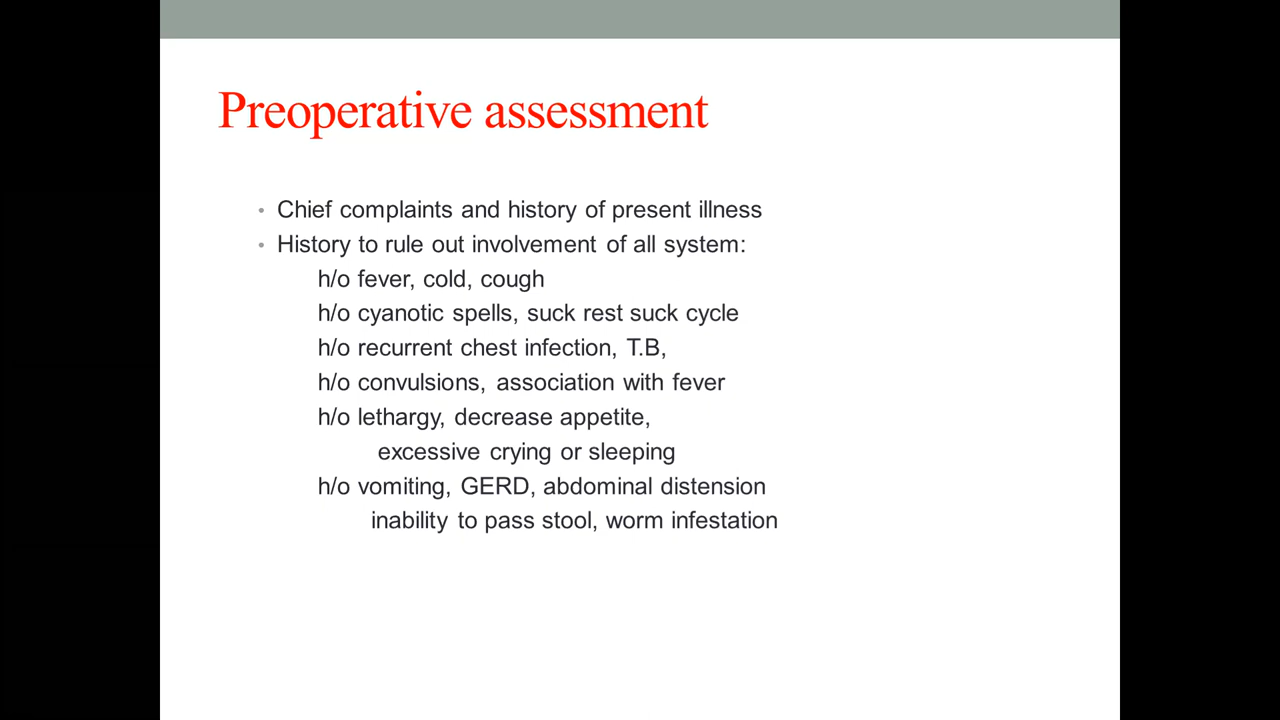 Preoperative assessment
• Chief complaints and history of present illness
• History to rule out involvement of all system:
h/o fever, cold, cough
h/o cyanotic spells, suck rest suck cycle
h/o recurrent chest infection, T.B,
h/o convulsions, association with fever
h/o lethargy, decrease appetite,
excessive crying or sleeping
h/o vomiting, GERD, abdominal distension
inability to pass stool, worm infestation